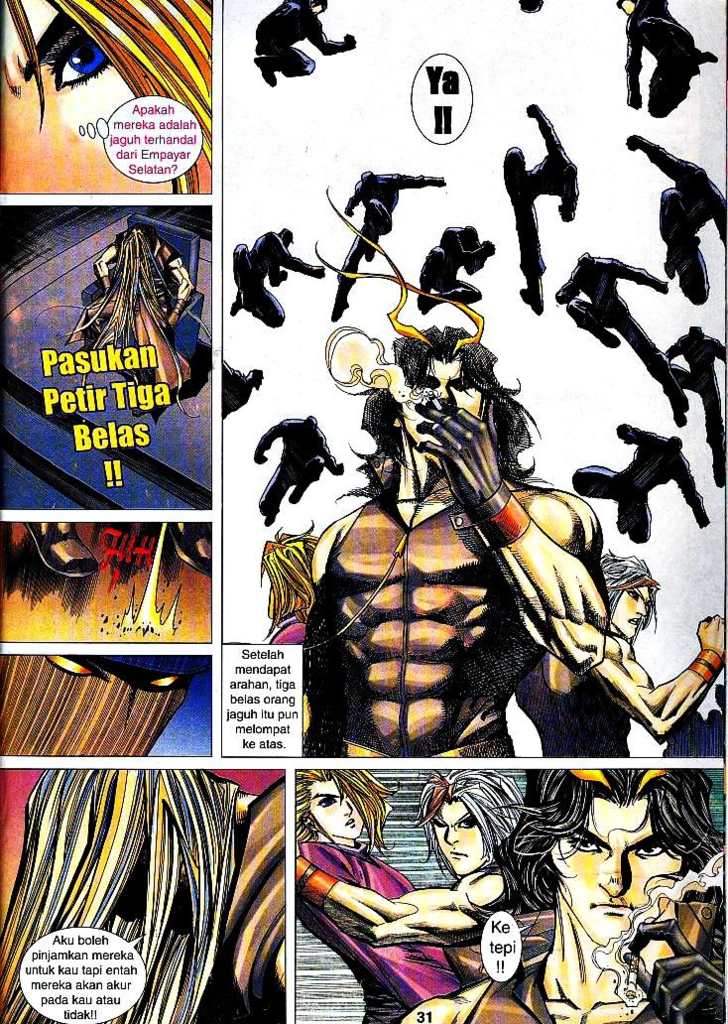 Apakah
mereka adalah
jaguh terhandal
dari Empayar
Selatan?
Ya
!!
Pasukan
Petir Tiga
Belas
!!
Setelah
mendapat
arahan, tiga
belas orang
jaguh itu pun
melompat
ke atas.
Aku boleh
pinjamkan mereka
untuk kau tapi entah
mereka akan akur
pada kau atau
tidak!!
Ke
tepi
!!
31